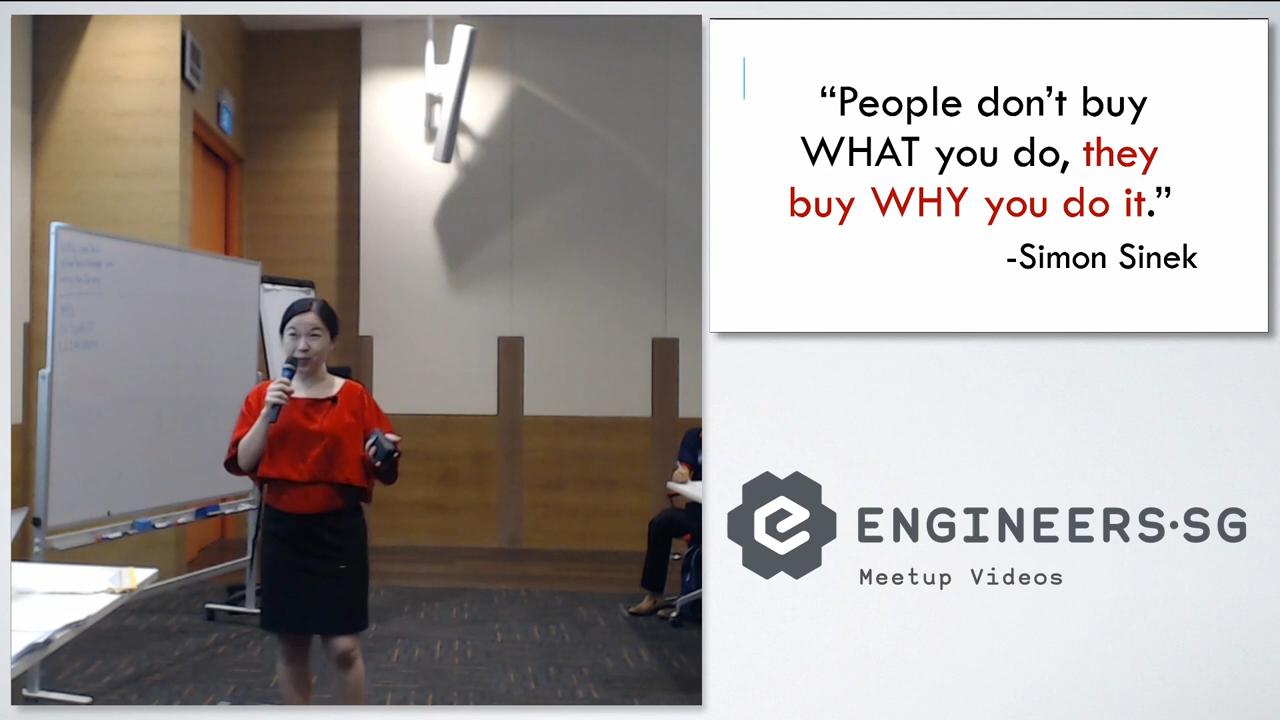 “People don’t buy
WHAT you do, they
buy WHY you do it.”
-Simon Sinek
ENGINEERS·SG
Meetup Videos